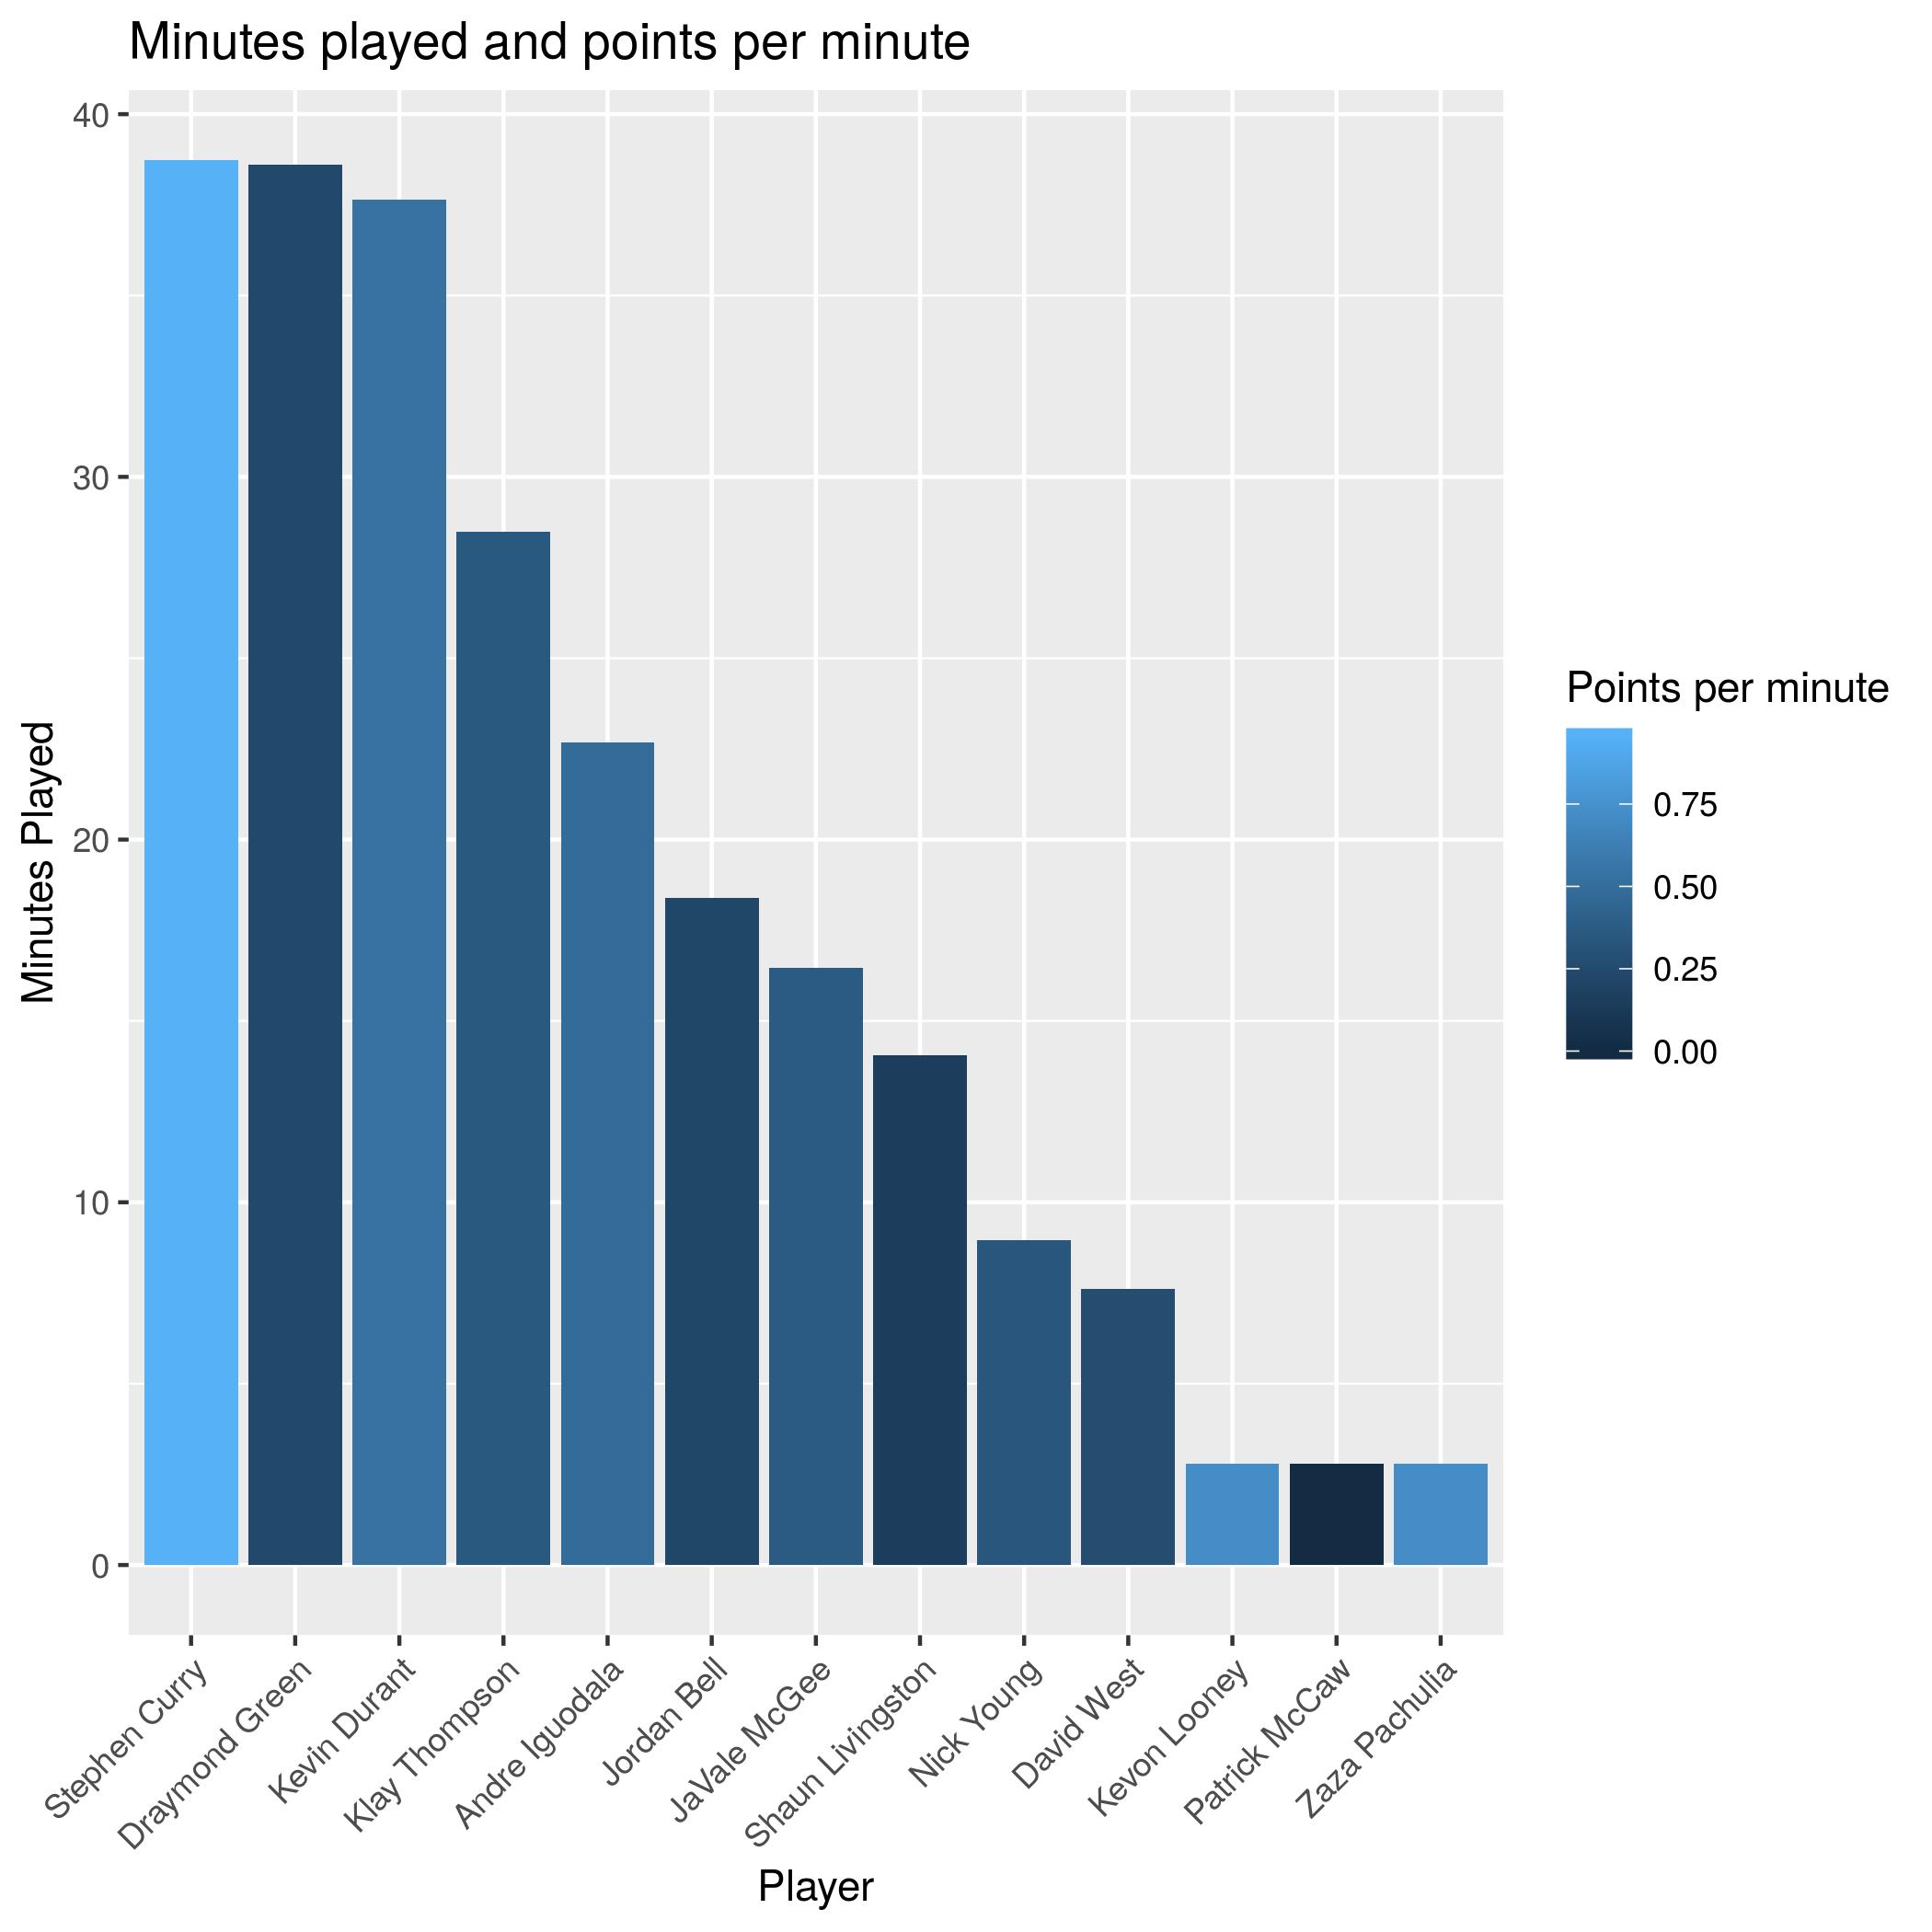 Minutes played and points per minute
Minutes Played
40
30
20
10
0
Stephen Curry
Draymond Green
Kevin Durant
Klay Thompson
Andre Iguodala
Jordan Bell
JaVale McGee
Shaun Livingston
Nick Young
David West
Kevon Looney
Patrick McCaw
Zaza Pachulia
Player
Points per minute
0.75
0.50
0.25
0.00